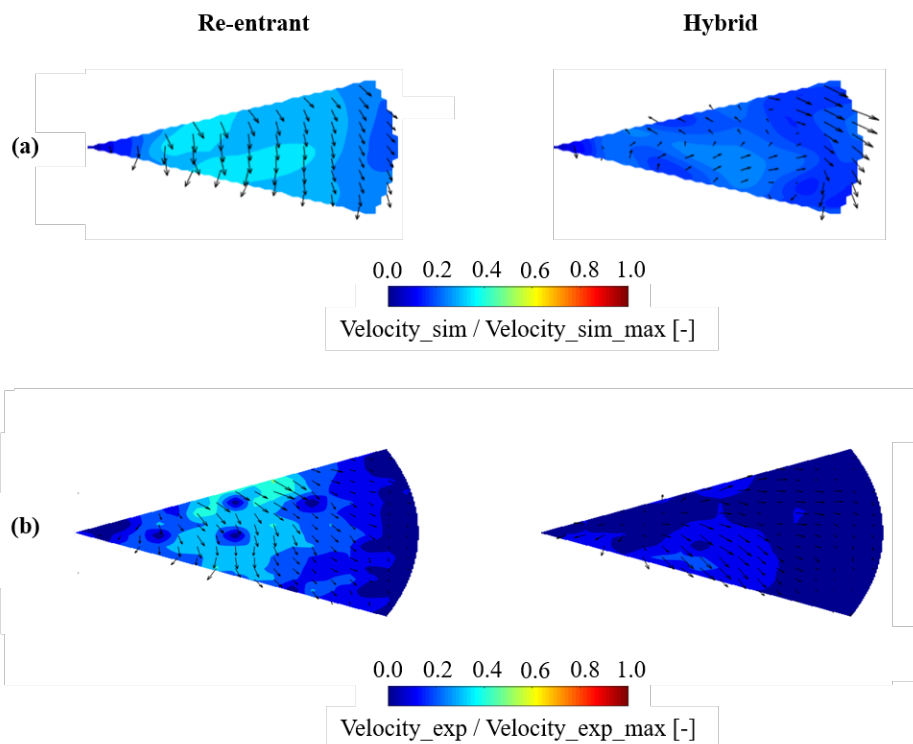 Re-entrant Hybrid
(a)
0.0 0.2 0.4 0.6 0.8 1.0
Velocity_sim / Velocity_sim_max [-]
(b)
0.0 0.2 0.4 0.6 0.8 1.0
Velocity_exp / Velocity_exp_max [-]